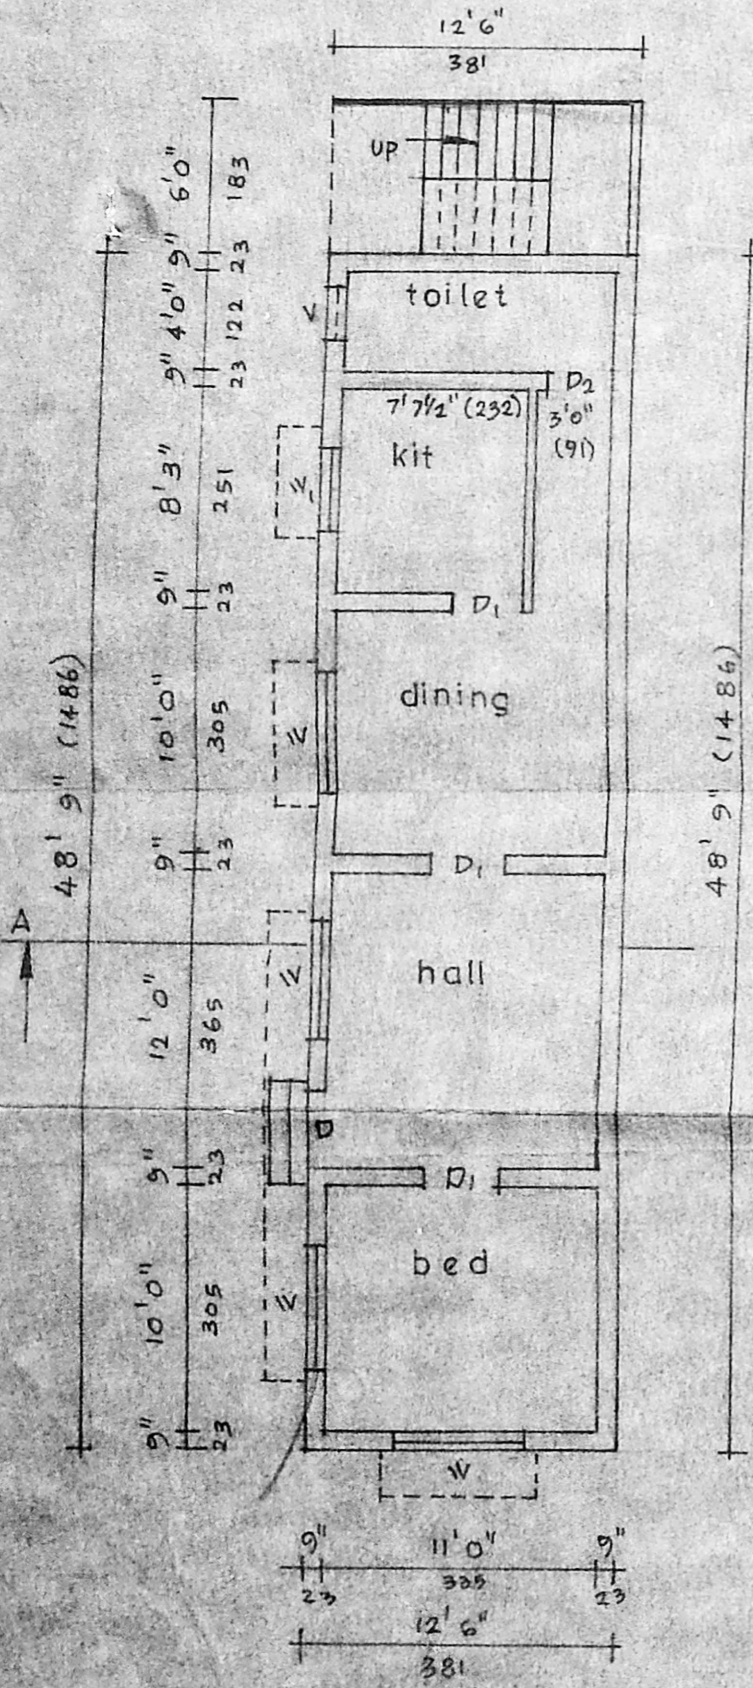 12'6"
381
UP
6'0"
183
9"
23
toilet
V
4'0"
122
9"
23
D2
7'7½" (232)
3'0"
(91)
kit
W1
8'3"
251
9"
23
D1
dining
W
10'0"
305
48' 9" (1486)
48' 9" (1486)
9"
23
D1
A
hall
W
12'0"
365
D
9"
23
D1
bed
W
10'0"
305
9"
23
W
9"
11'0"
9"
23
335
23
12'6"
381